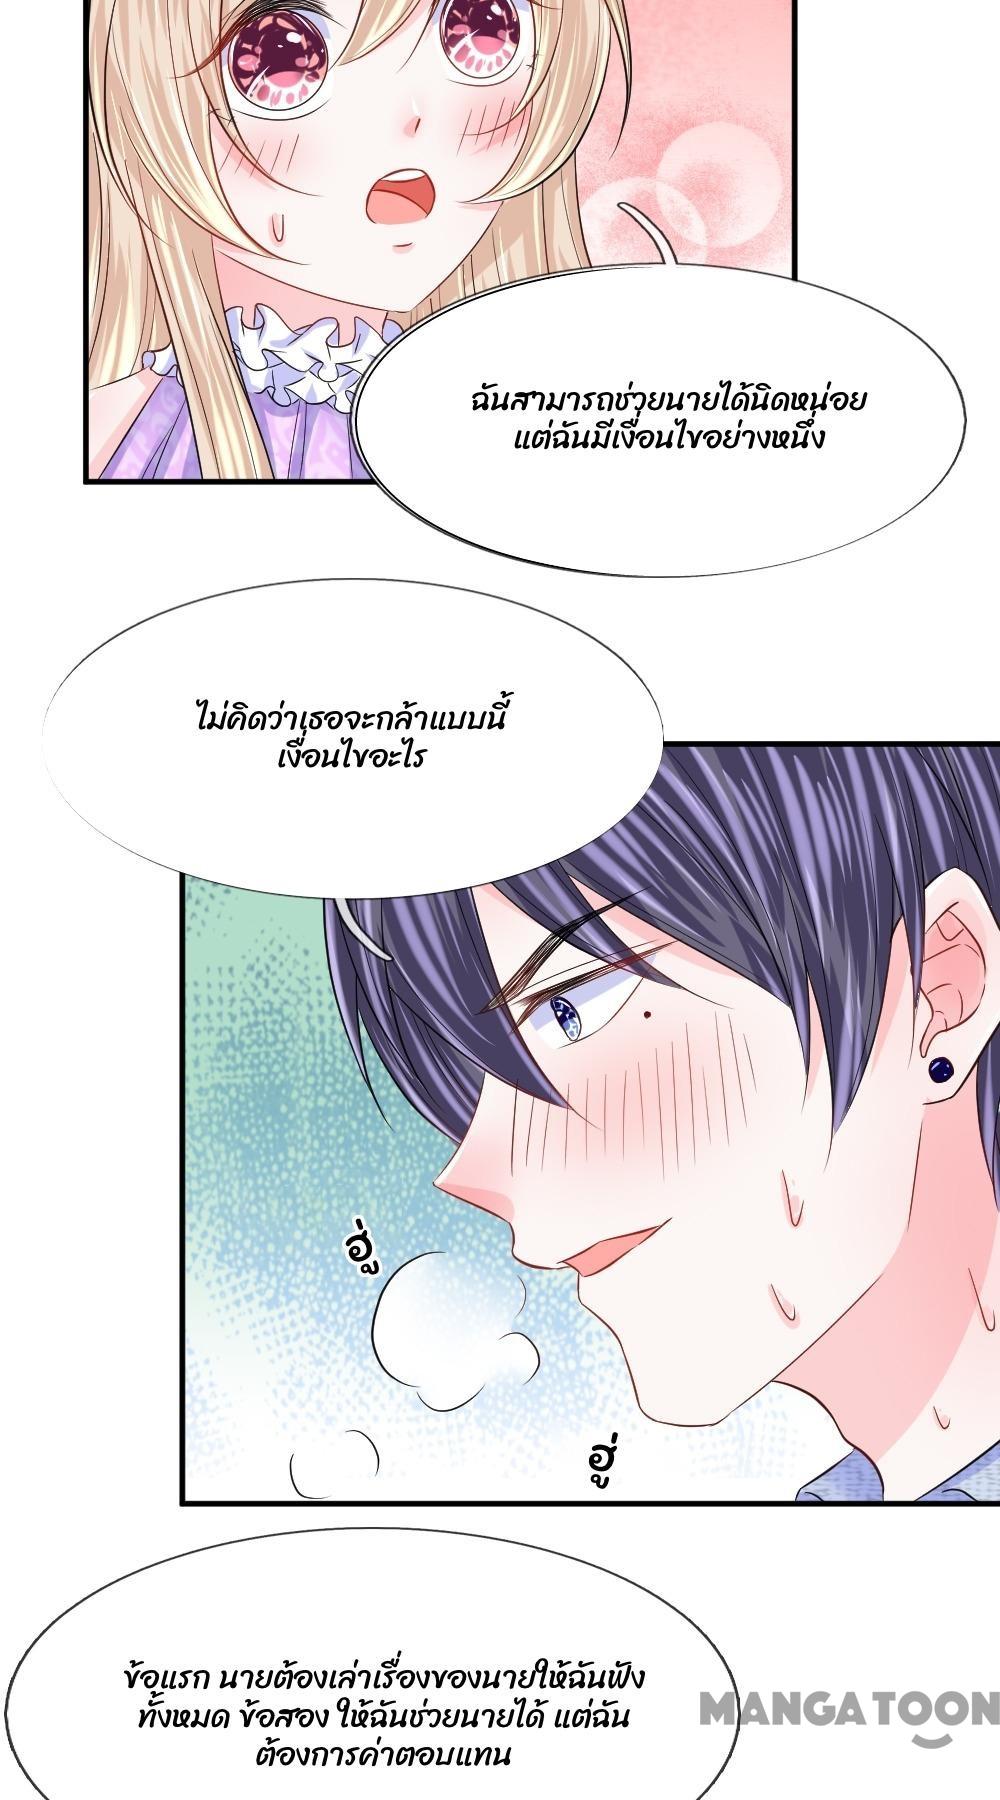 ฉันสามารถช่วยนายได้นิดหน่อย
แต่ฉันมีเงื่อนไขอย่างหนึ่ง
ไม่คิดว่าเธอจะกล้าแบบนี้
เงื่อนไขอะไร
ฮู่
ฮู่
ข้อแรก นายต้องเล่าเรื่องของนายให้ฉันฟัง
ทั้งหมด ข้อสอง ให้ฉันช่วยนายได้ แต่ฉัน
ต้องการค่าตอบแทน
MANGATOON